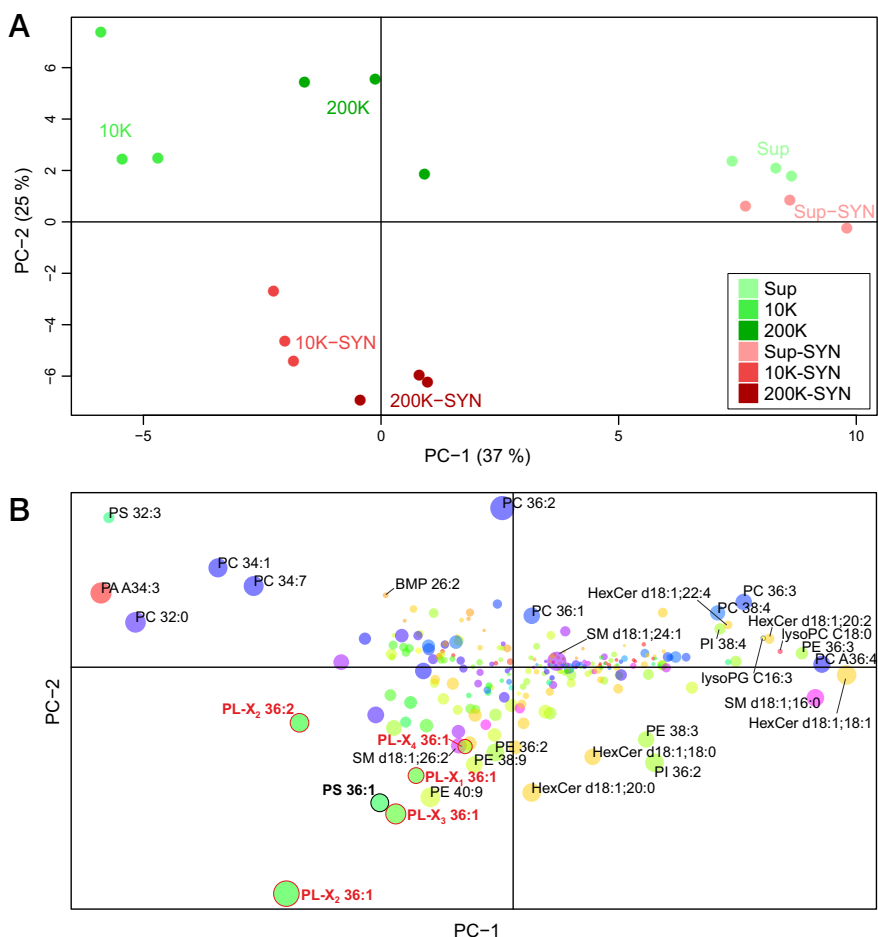 A
PC−2 (25 %)
6
4
2
0
−2
−4
−6
10K
200K
Sup
Sup−SYN
10K−SYN
200K−SYN
Sup
10K
200K
Sup-SYN
10K-SYN
200K-SYN
−5
0
5
10
PC−1 (37 %)
B
PC−2
PS 32:3
PC 36:2
PC 34:1
PC 34:7
PA A34:3
PC 32:0
BMP 26:2
PC 36:1
HexCer d18:1;22:4
PC 36:3
PC 38:4
HexCer d18:1;20:2
SM d18:1;24:1
PI 38:4
lysoPC C18:0
PE 36:3
PC A36:4
lysoPG C16:3
SM d18:1;16:0
HexCer d18:1;18:1
PL-X2 36:2
PL-X4 36:1
PE 36:2
PE 38:3
SM d18:1;26:2
PE 38:9
HexCer d18:1;18:0
PI 36:2
PL-X1 36:1
PS 36:1
PE 40:9
HexCer d18:1;20:0
PL-X3 36:1
PL-X2 36:1
PC−1